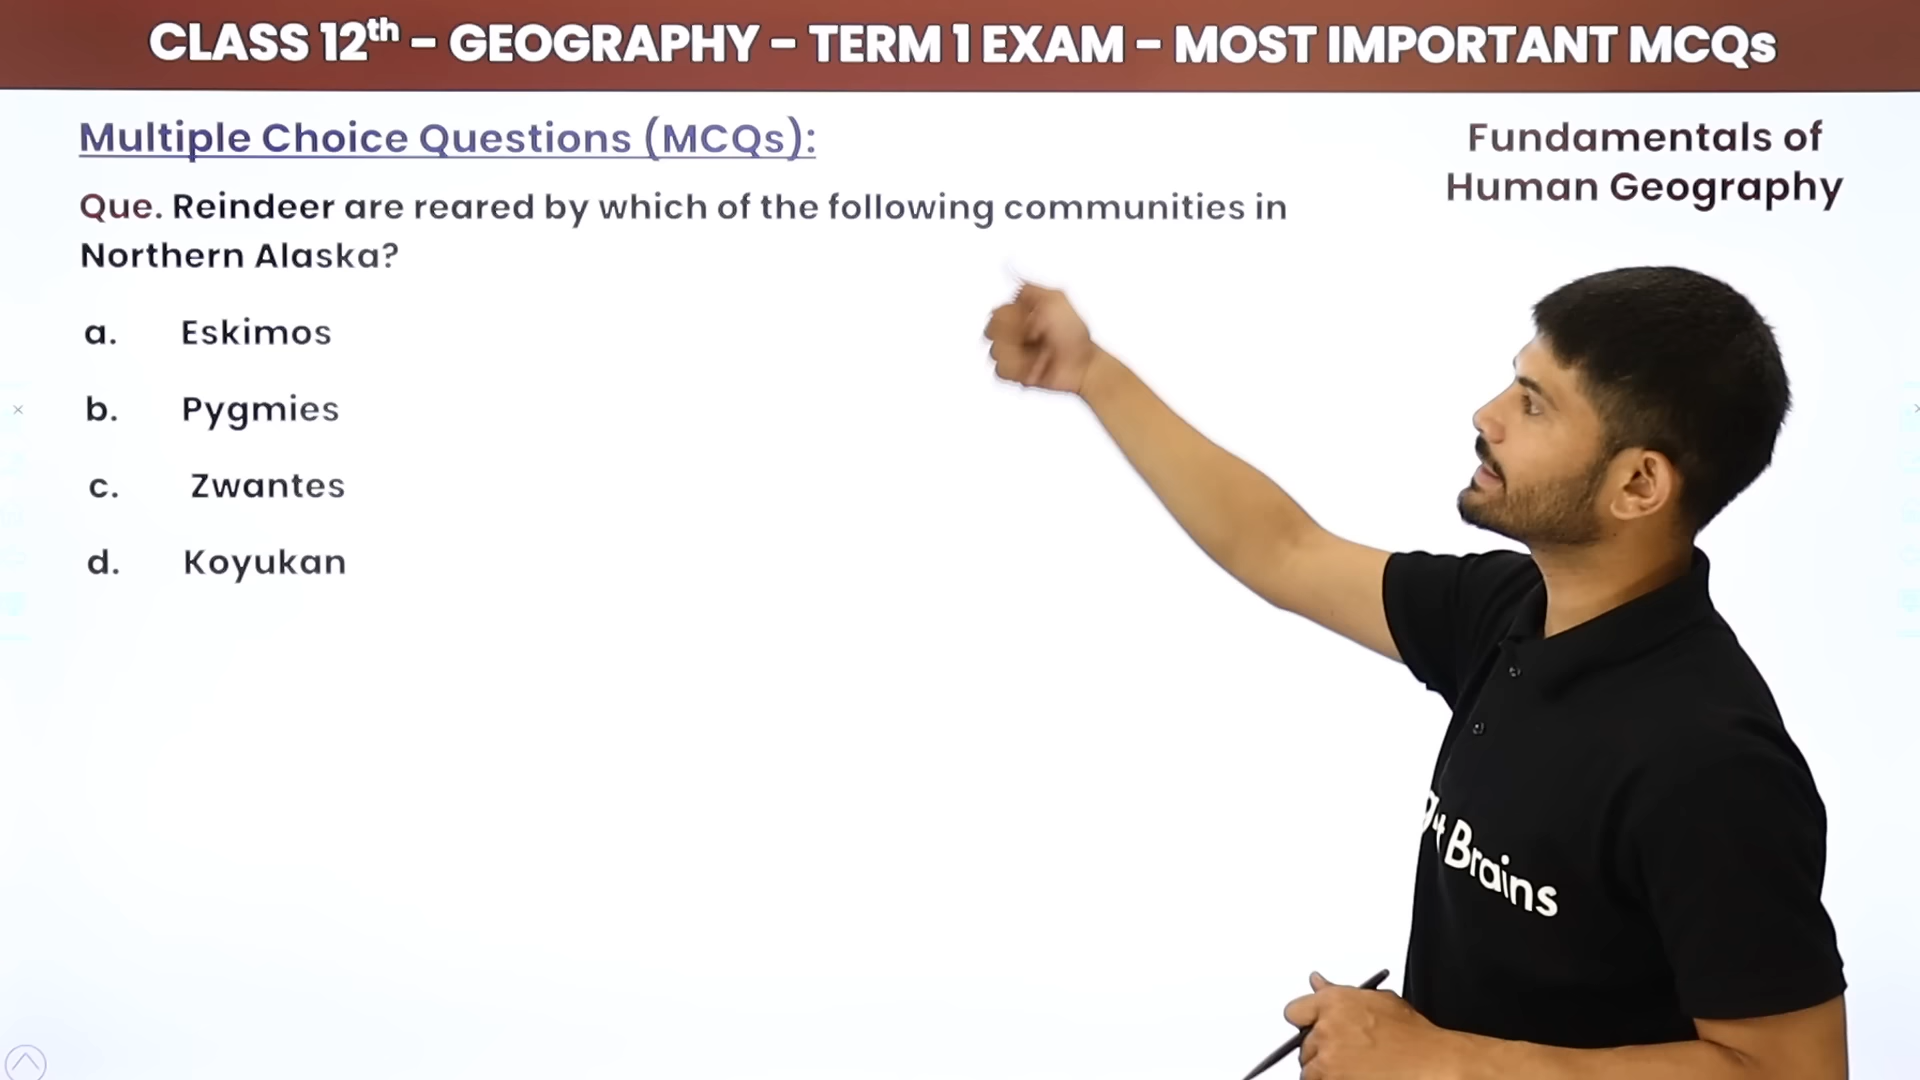 CLASS 12th - GEOGRAPHY - TERM 1 EXAM - MOST IMPORTANT MCQs
Multiple Choice Questions (MCQs):
Fundamentals of
Human Geography
Que. Reindeer are reared by which of the following communities in
Northern Alaska?
a. Eskimos
b. Pygmies
c. Zwantes
d. Koyukan
Brains